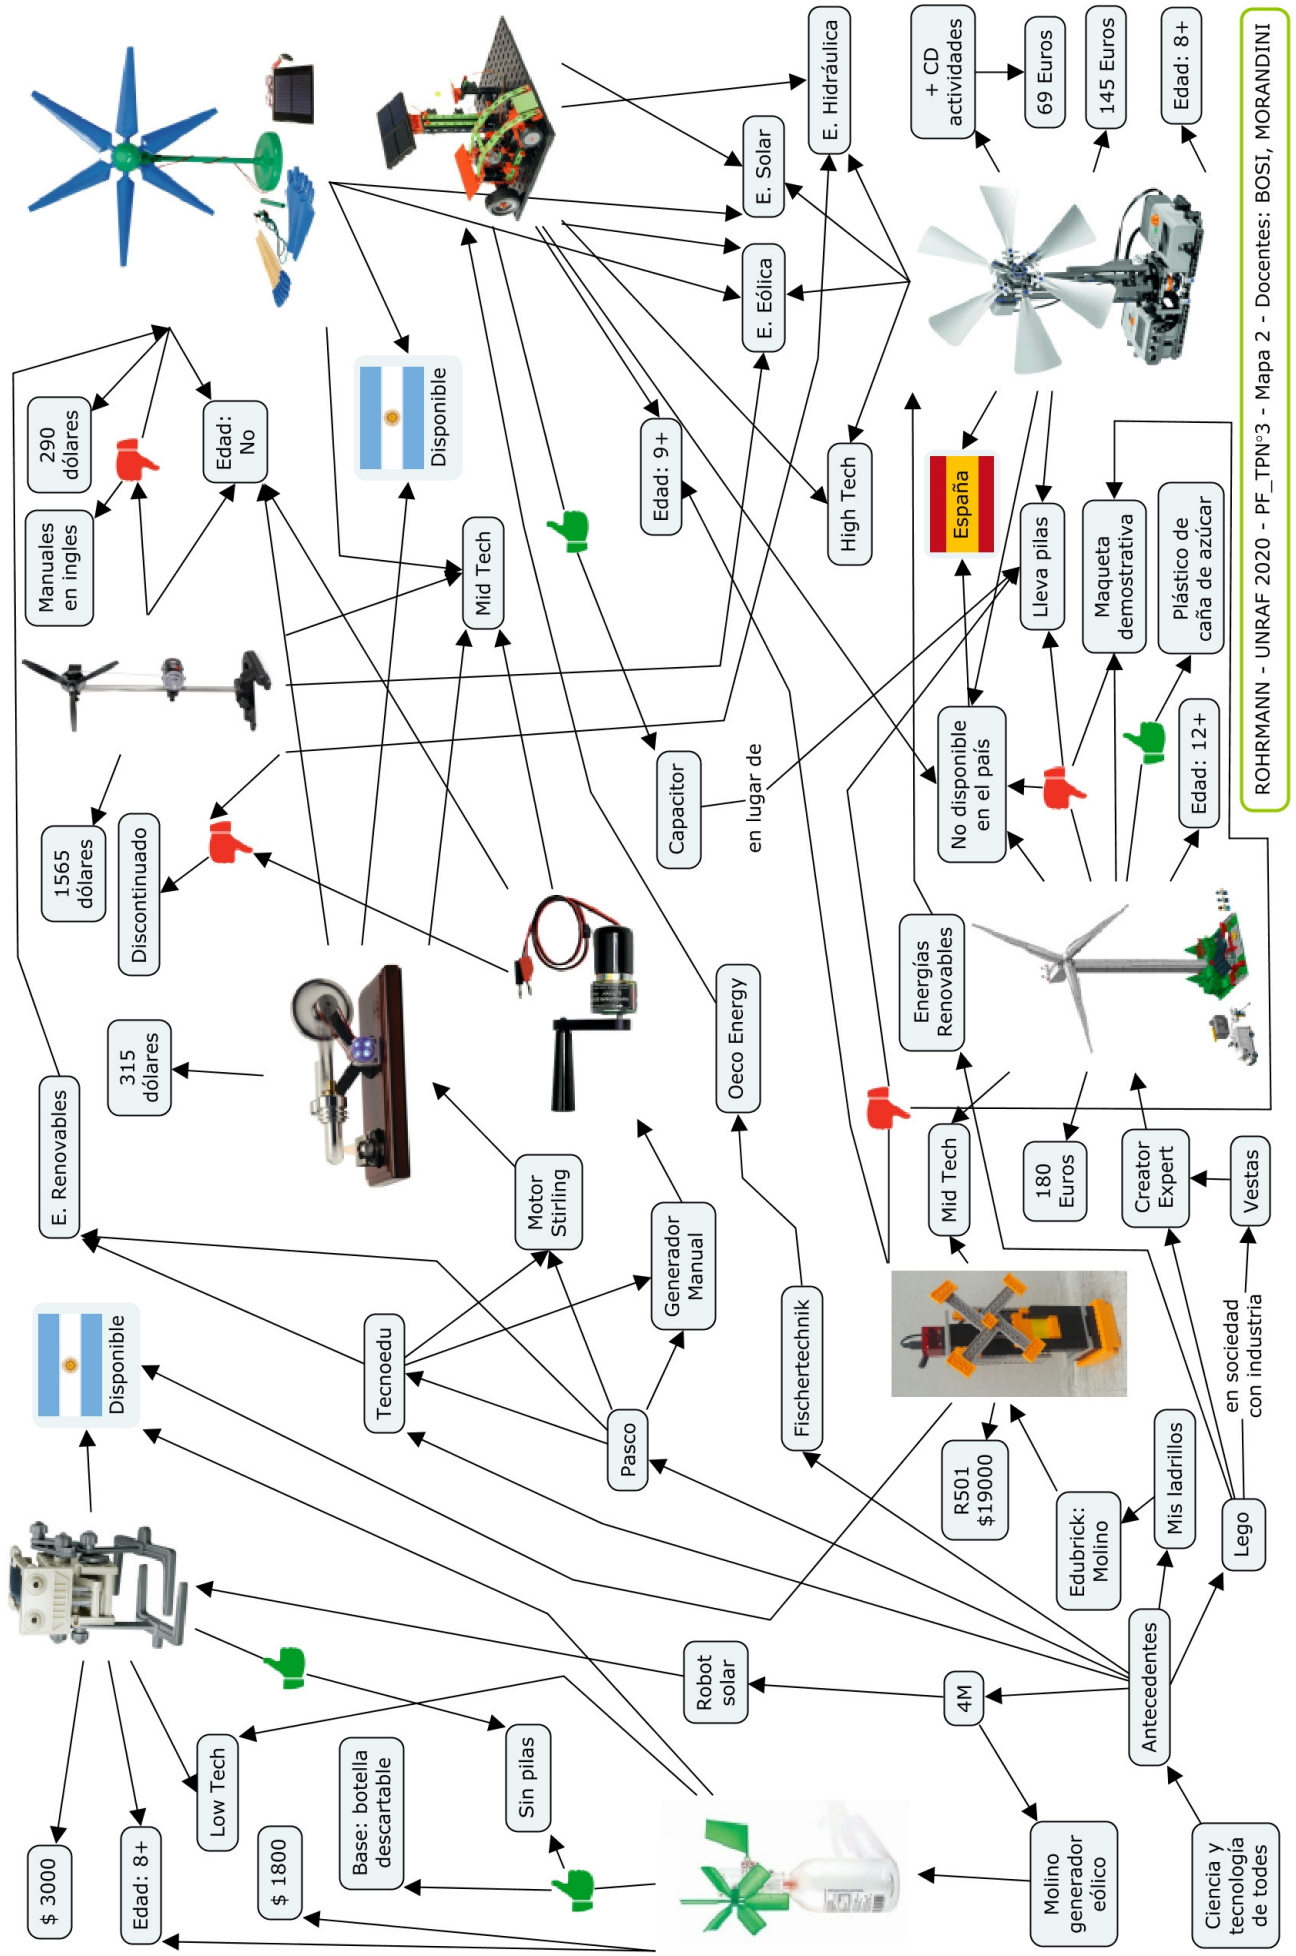 $ 3000
Edad: 8+
Low Tech
$ 1800
Base: botella
descartable
Sin pilas
Disponible
Robot
solar
4M
Molino
generador
eólico
Ciencia y
tecnología
de todes
Antecedentes
Mis ladrillos
Edubrick:
Molino
R501
$19000
Lego
en sociedad
con industria
Vestas
Creator
Expert
180
Euros
Mid Tech
Energías
Renovables
Pasco
Tecnoedu
Fischertechnik
Generador
Manual
Motor
Stirling
E. Renovables
315
dólares
Oeco Energy
Discontinuado
1565
dólares
Capacitor
en lugar de
No disponible
en el país
Edad: 12+
Plástico de
caña de azúcar
Maqueta
demostrativa
Lleva pilas
España
High Tech
Edad: 9+
Mid Tech
Disponible
Manuales
en ingles
290
dólares
Edad:
No
E. Eólica
E. Solar
E. Hidráulica
+ CD
actividades
69 Euros
145 Euros
Edad: 8+
ROHRMANN - UNRAF 2020 - PF_TPN°3 - Mapa 2 - Docentes: BOSI, MORANDINI